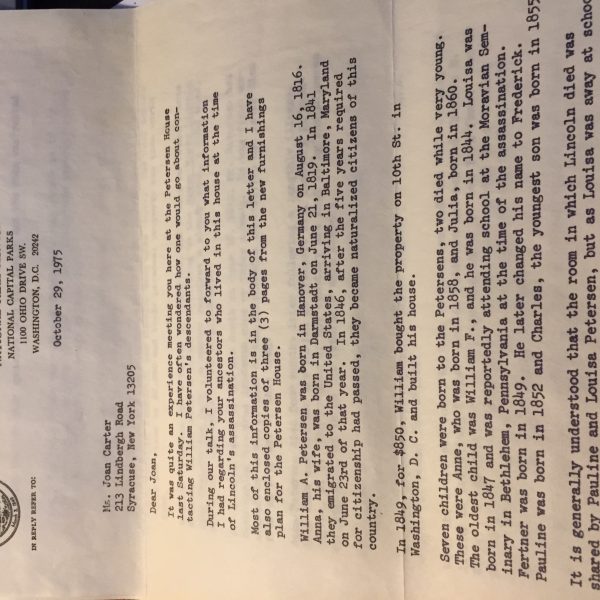 NATIONAL CAPITAL PARKS
1100 OHIO DRIVE SW.
WASHINGTON, D.C. 20242
IN REPLY REFER TO:
October 29, 1975
Ms. Joan Carter
213 Lindbergh Road
Syracuse, New York 13205
Dear Joan,
It was quite an experience meeting you here at the Petersen House
last Saturday. I have often wondered how one would go about con-
tacting William Petersen's descendants.
During our talk, I volunteered to forward to you what information
I had regarding your ancestors who lived in this house at the time
of Lincoln's assassination.
Most of this information is in the body of this letter and I have
also enclosed copies of three (3) pages from the new furnishings
plan for the Petersen House.
William A. Petersen was born in Hanover, Germany on August 16, 1816.
Anna, his wife, was born in Darmstadt on June 21, 1819. In 1841
they emigrated to the United States, arriving in Baltimore, Maryland
on June 23rd of that year. In 1846, after the five years required
for citizenship had passed, they became naturalized citizens of this
country.
In 1849, for $850, William bought the property on 10th St. in
Washington, D. C. and built his house.
Seven children were born to the Petersens, two died while very young.
These were Anne, who was born in 1858, and Julia, born in 1860.
The oldest child was William F., and he was born in 1844. Louisa was
born in 1847 and was reportedly attending school at the Moravian Sem-
inary in Bethlehem, Pennsylvania at the time of the assassination.
Fertner was born in 1849. He later changed his name to Frederick.
Pauline was born in 1852 and Charles, the youngest son was born in 1855
It is generally understood that the room in which Lincoln died was
shared by Pauline and Louisa Petersen, but as Louisa was away at school